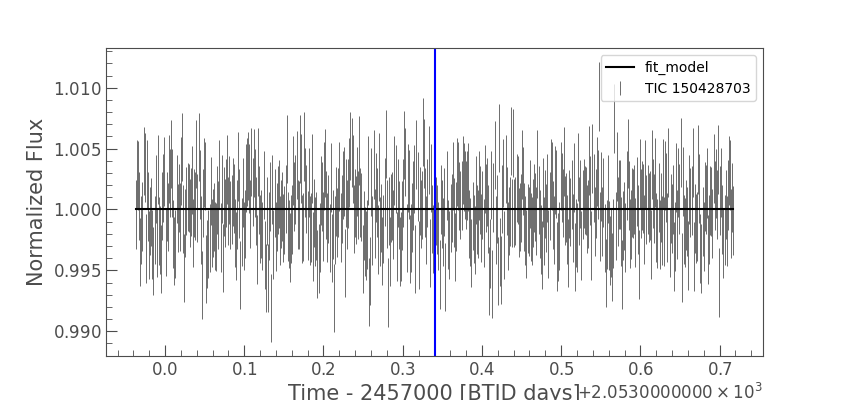 fit_model
TIC 150428703
Normalized Flux
1.010
1.005
1.000
0.995
0.990
0.0 0.1 0.2 0.3 0.4 0.5 0.6 0.7
Time - 2457000 [BTJD days]
+2.0530000000 × 10³